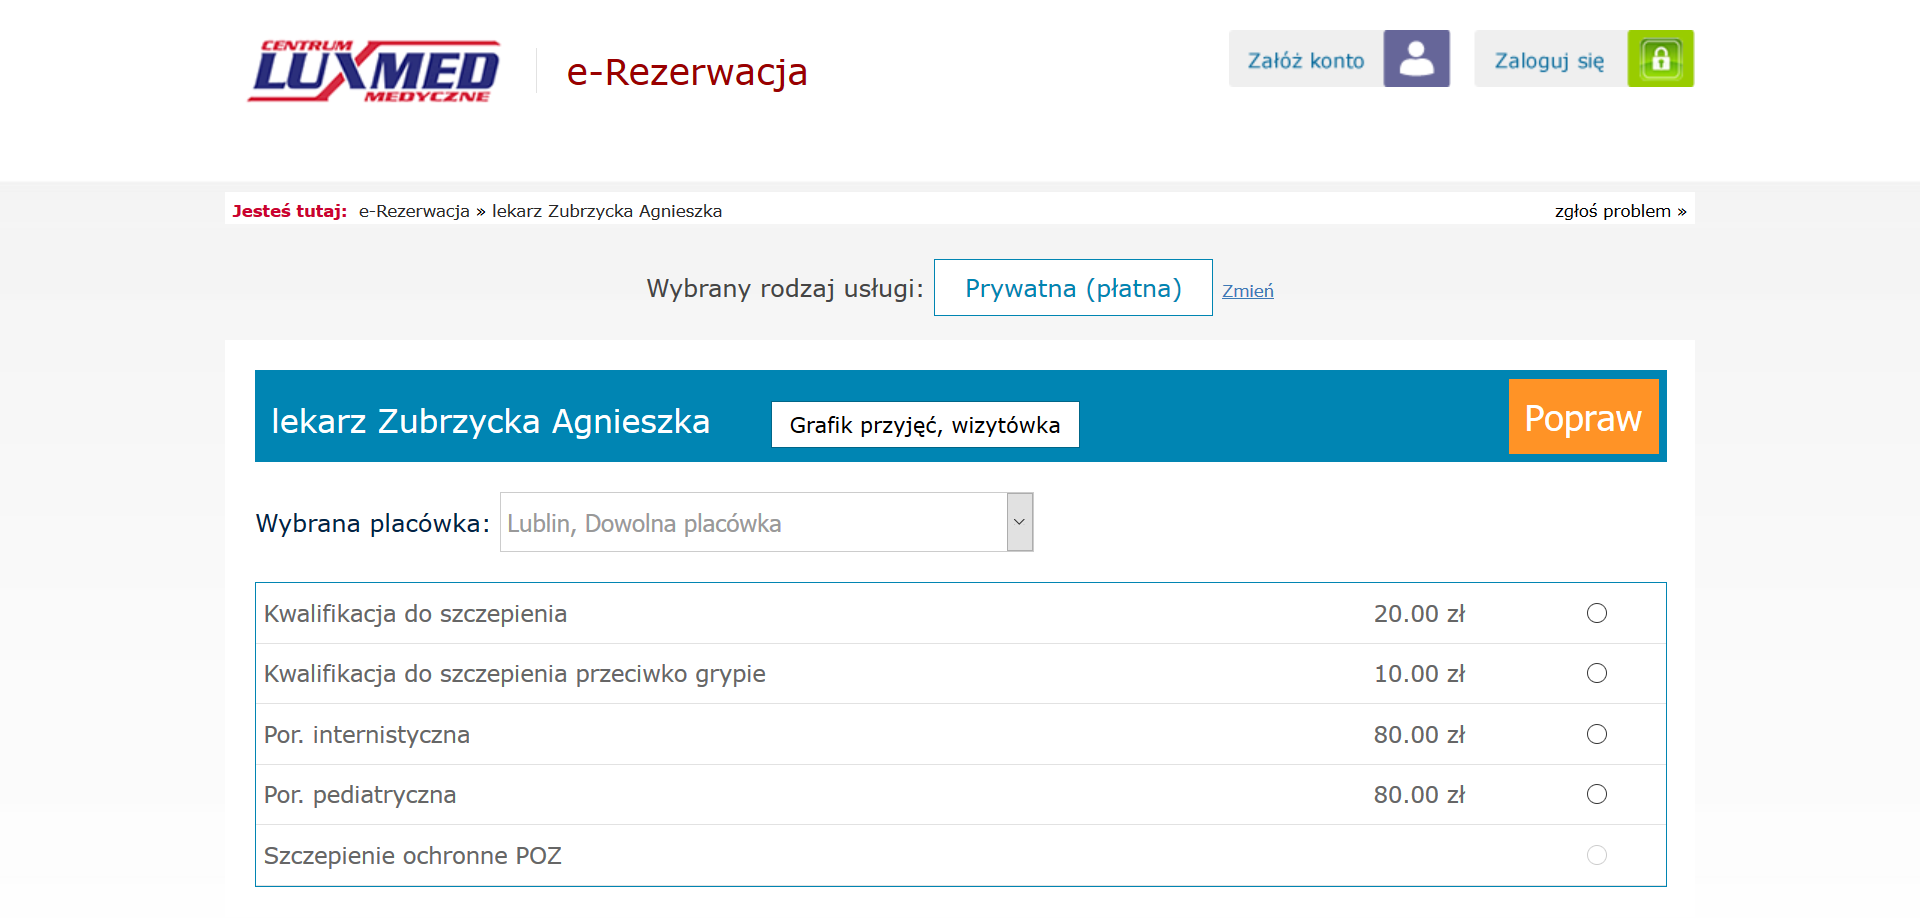 CENTRUM
LUXMED
MEDYCZNE
e-Rezerwacja
Załóż konto
Zaloguj się
Jesteś tutaj: e-Rezerwacja » lekarz Zubrzycka Agnieszka
zgłoś problem »
Wybrany rodzaj usługi: Prywatna (płatna) Zmień
lekarz Zubrzycka Agnieszka
Grafik przyjęć, wizytówka
Popraw
Wybrana placówka: Lublin, Dowolna placówka
Kwalifikacja do szczepienia 20.00 zł
Kwalifikacja do szczepienia przeciwko grypie 10.00 zł
Por. internistyczna 80.00 zł
Por. pediatryczna 80.00 zł
Szczepienie ochronne POZ